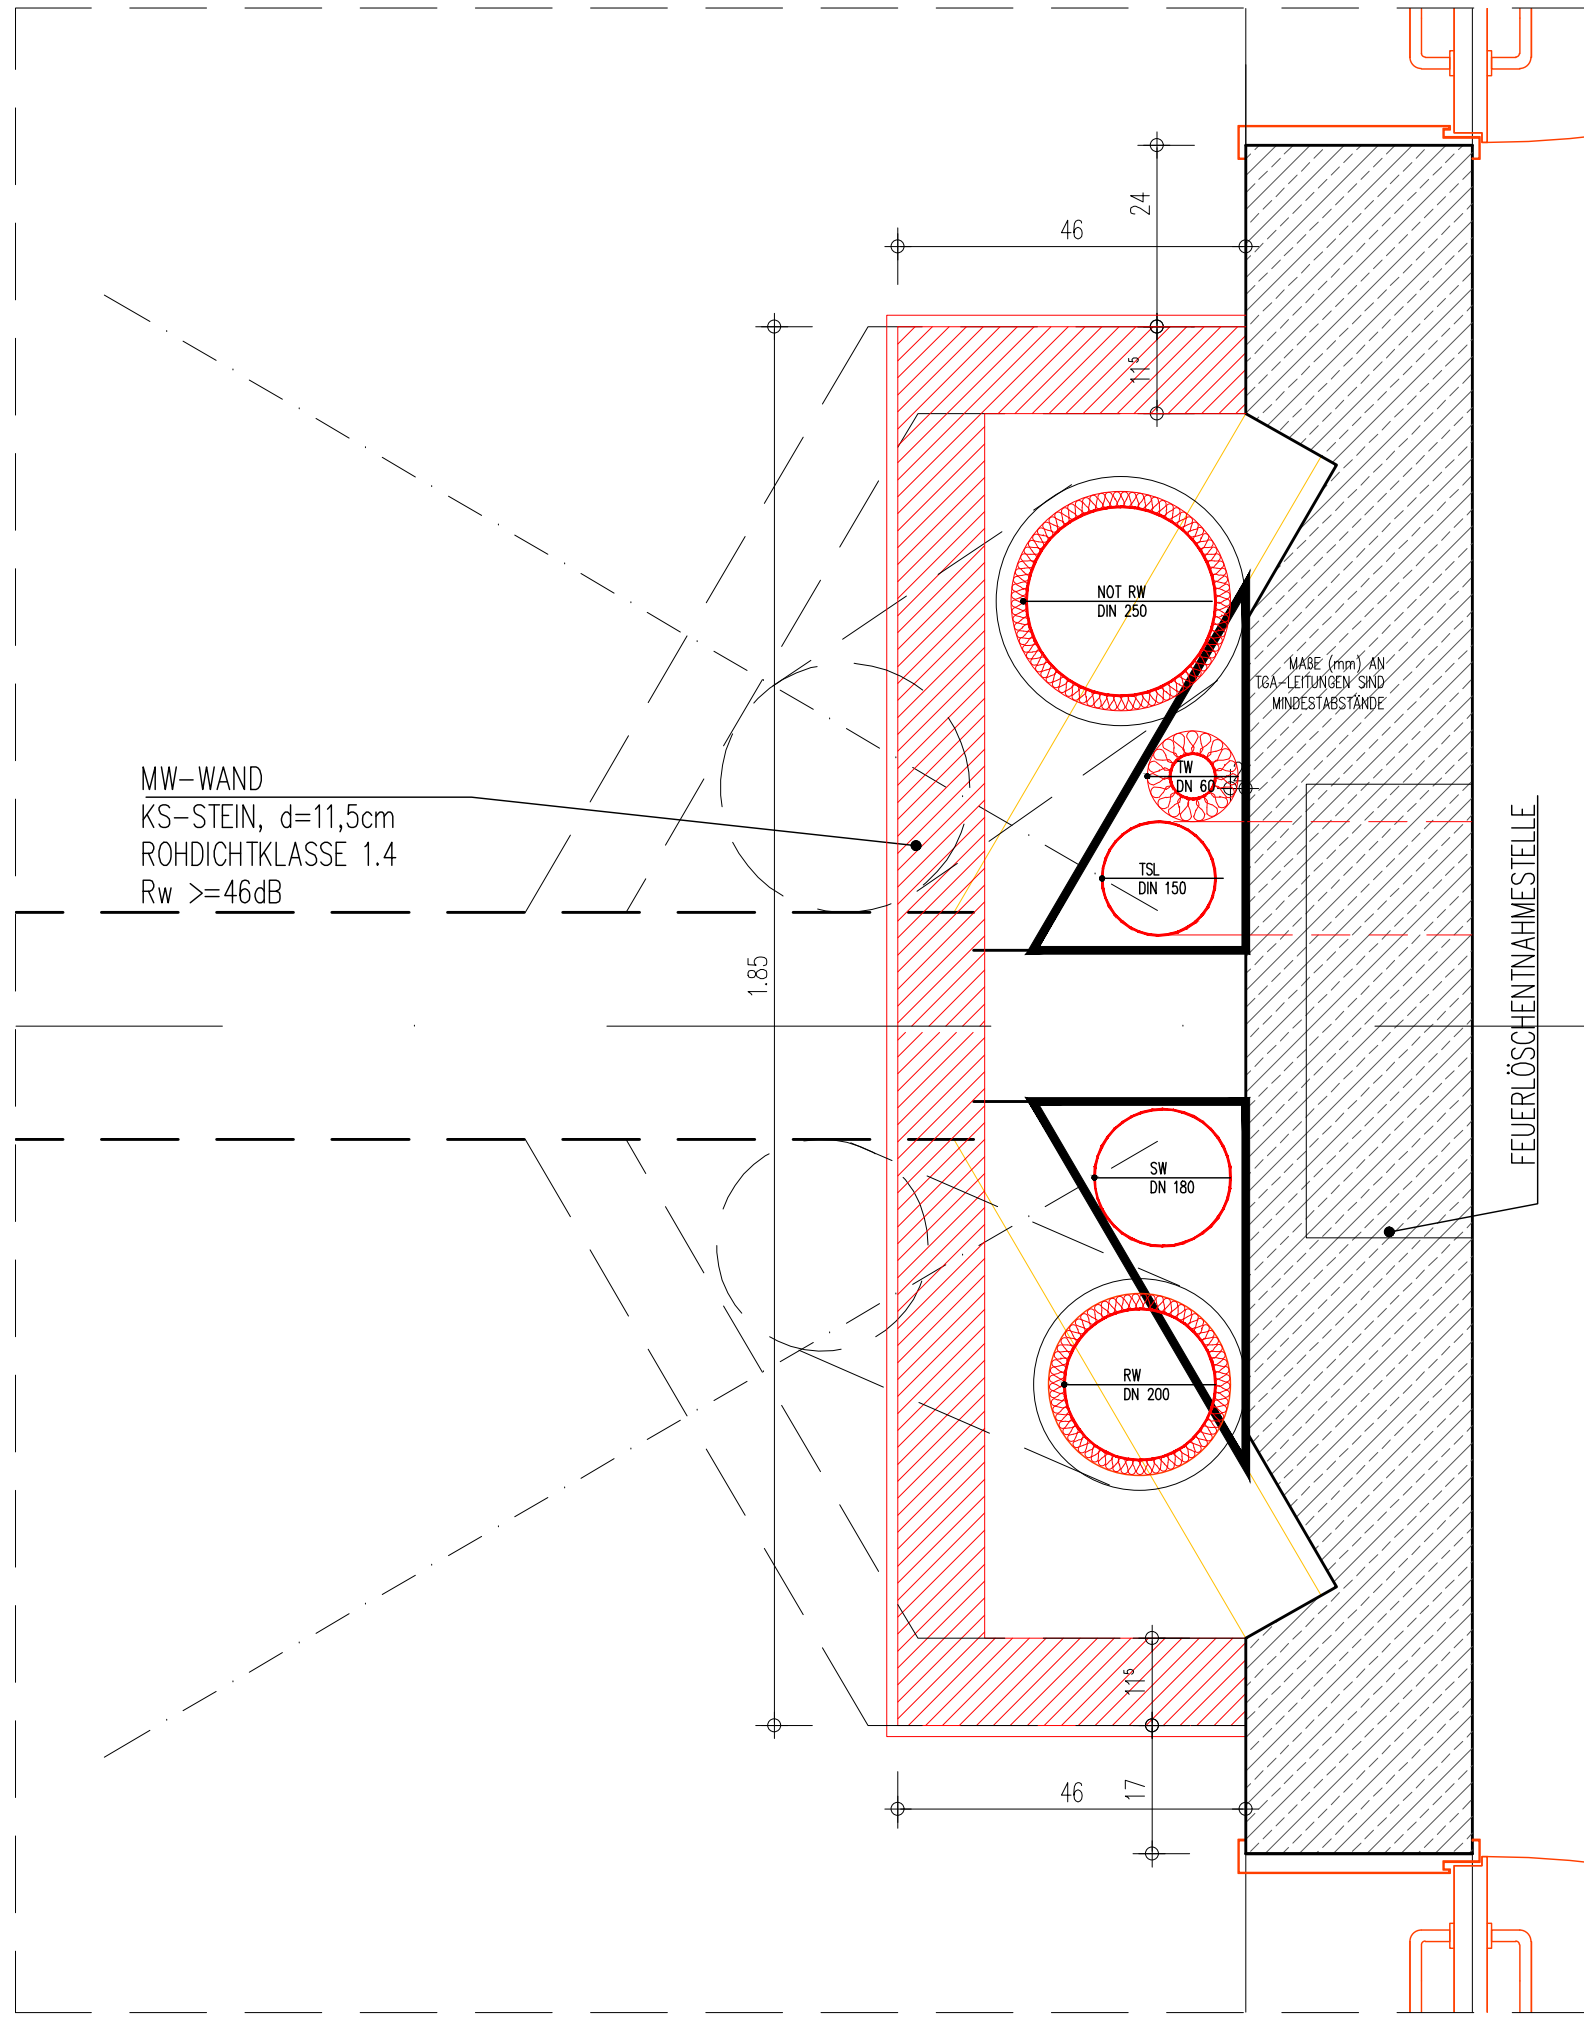 24
46
11⁵
NOT RW
DIN 250
MAßE (mm) AN
TGA-LEITUNGEN SIND
MINDESTABSTÄNDE
TW
DN 60
MW-WAND
KS-STEIN, d=11,5cm
ROHDICHTKLASSE 1.4
Rw >=46dB
TSL
DIN 150
1.85
FEUERLÖSCHENTNAHMESTELLE
SW
DN 180
RW
DN 200
11⁵
46
17